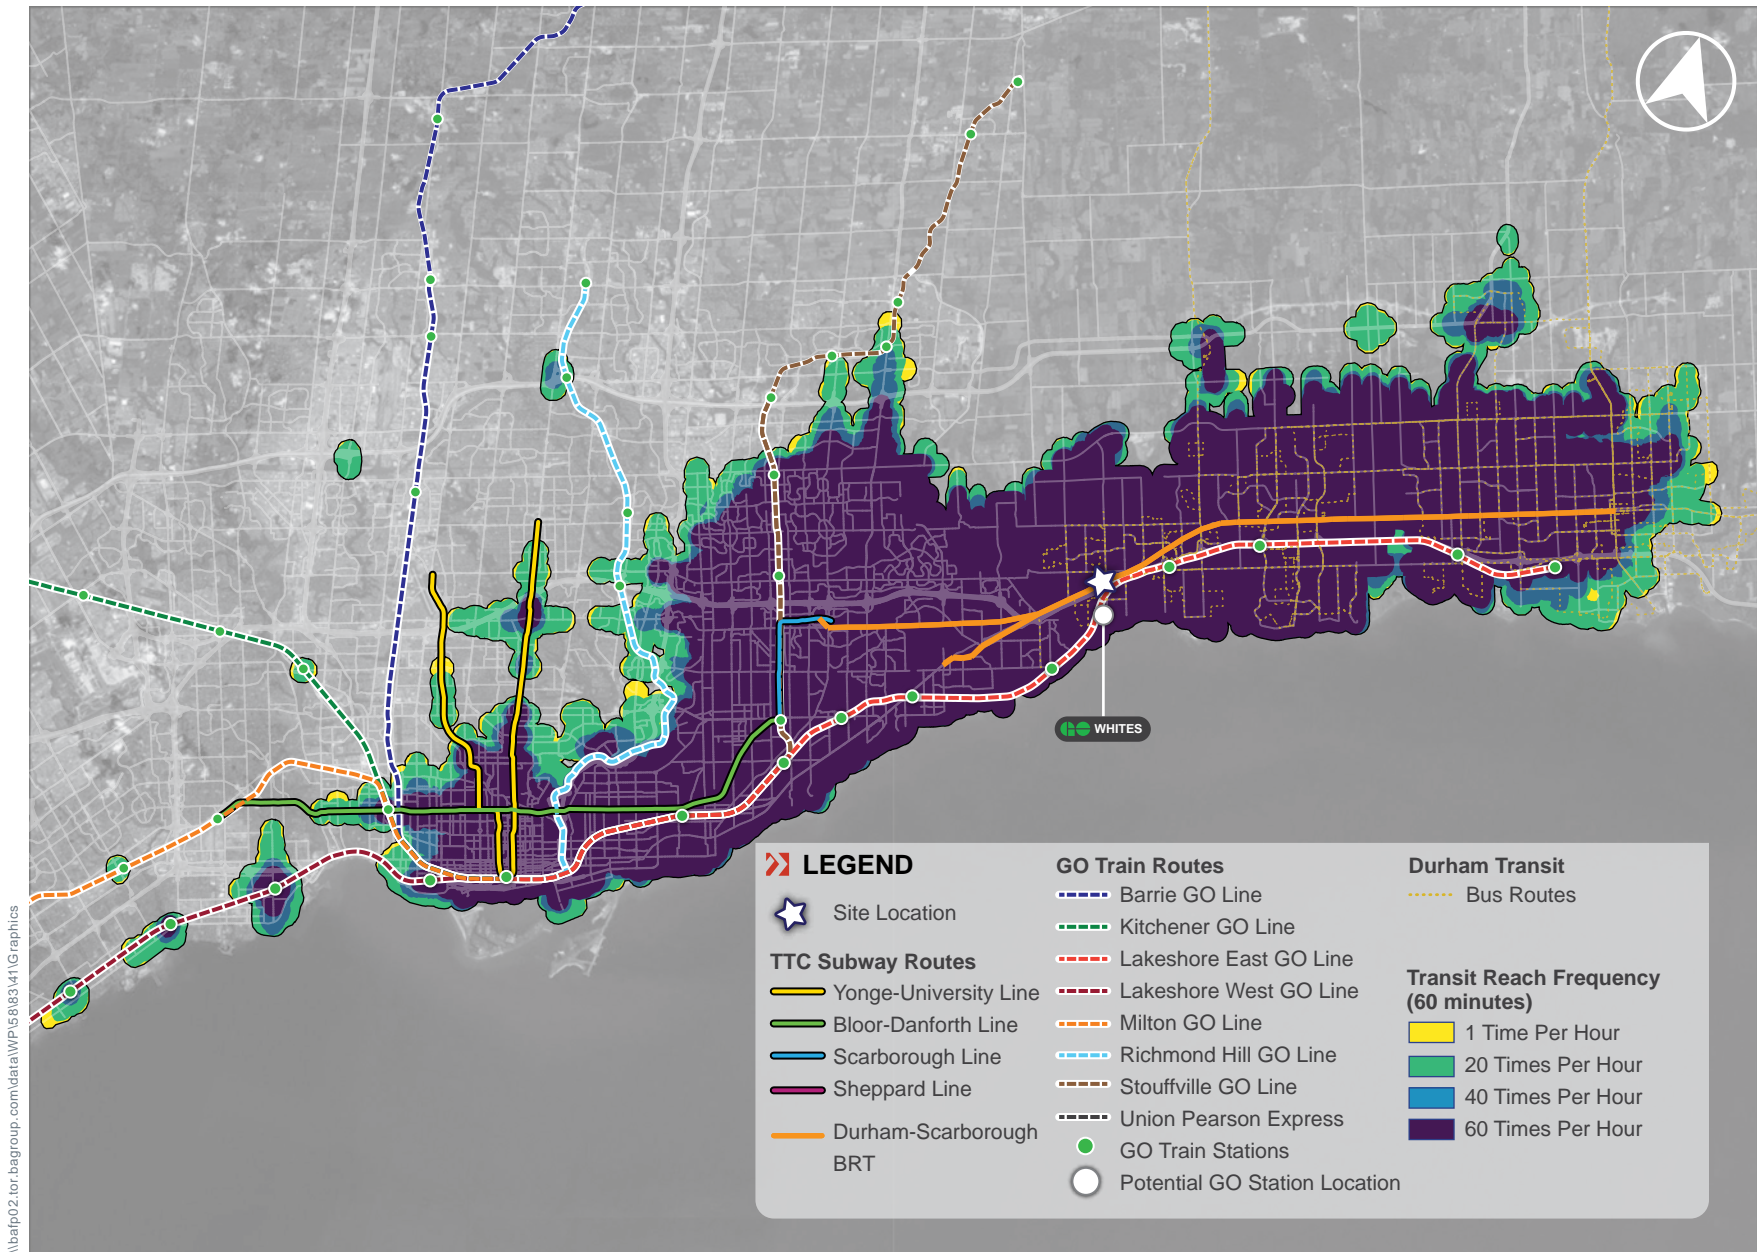 GO WHITES
LEGEND
Site Location
TTC Subway Routes
Yonge-University Line
Bloor-Danforth Line
Scarborough Line
Sheppard Line
Durham-Scarborough
BRT
GO Train Routes
Barrie GO Line
Kitchener GO Line
Lakeshore East GO Line
Lakeshore West GO Line
Milton GO Line
Richmond Hill GO Line
Stouffville GO Line
Union Pearson Express
GO Train Stations
Potential GO Station Location
Durham Transit
Bus Routes
Transit Reach Frequency
(60 minutes)
1 Time Per Hour
20 Times Per Hour
40 Times Per Hour
60 Times Per Hour
\\bafp02.tor.bagroup.com\data\WP\58\83\41\Graphics